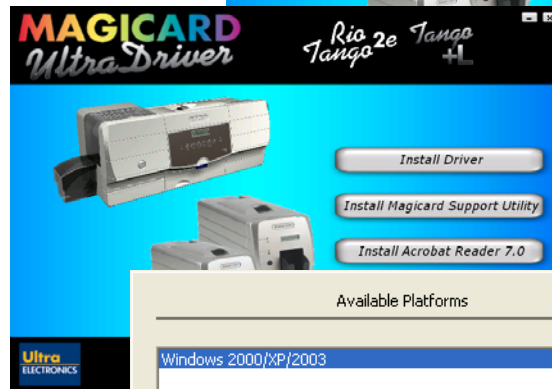 MAGICARD
UltraDriver
Rio
Tango 2e
Tango
+L
Install Driver
Install Magicard Support Utility
Install Acrobat Reader 7.0
Available Platforms
Windows 2000/XP/2003
Ultra
ELECTRONICS